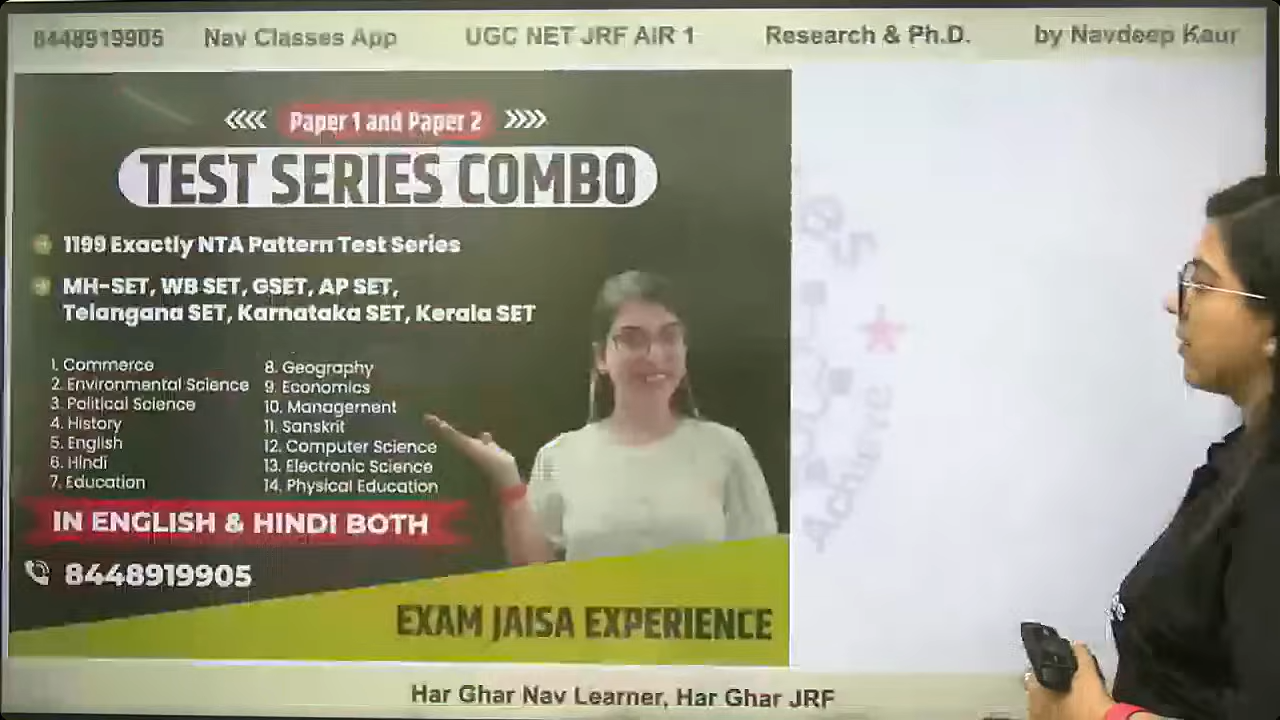 8448919905 Nav Classes App UGC NET JRF AIR 1 Research & Ph.D. by Navdeep Kaur
Paper 1 and Paper 2
TEST SERIES COMBO
1199 Exactly NTA Pattern Test Series
MH-SET, WB SET, GSET, AP SET,
Telangana SET, Karnataka SET, Kerala SET
1. Commerce
2. Environmental Science
3. Political Science
4. History
5. English
6. Hindi
7. Education
8. Geography
9. Economics
10. Management
11. Sanskrit
12. Computer Science
13. Electronic Science
14. Physical Education
IN ENGLISH & HINDI BOTH
8448919905
EXAM JAISA EXPERIENCE
Achieve
Har Ghar Nav Learner, Har Ghar JRF